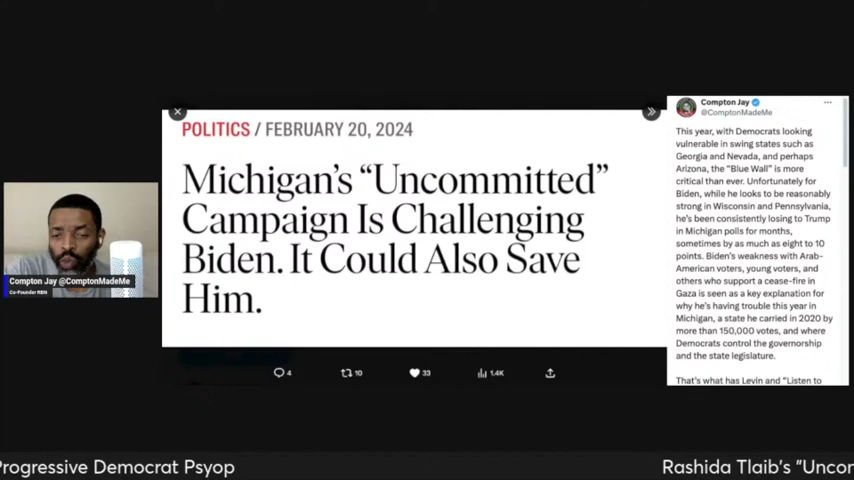 POLITICS / FEBRUARY 20, 2024
Michigan's “Uncommitted”
Campaign Is Challenging
Biden. It Could Also Save
Him.
4
10
33
1.4K
Compton Jay
@ComptonMadeMe
This year, with Democrats looking
vulnerable in swing states such as
Georgia and Nevada, and perhaps
Arizona, the “Blue Wall” is more
critical than ever. Unfortunately for
Biden, while he looks to be reasonably
strong in Wisconsin and Pennsylvania,
he's been consistently losing to Trump
in Michigan polls for months,
sometimes by as much as eight to 10
points. Biden's weakness with Arab-
American voters, young voters, and
others who support a cease-fire in
Gaza is seen as a key explanation for
why he's having trouble this year in
Michigan, a state he carried in 2020 by
more than 150,000 votes, and where
Democrats control the governorship
and the state legislature.
That's what has Levin and “Listen to
Compton Jay @ComptonMadeMe
Co-Founder RBN
Progressive Democrat Psyop
Rashida Tlaib's "Uncor